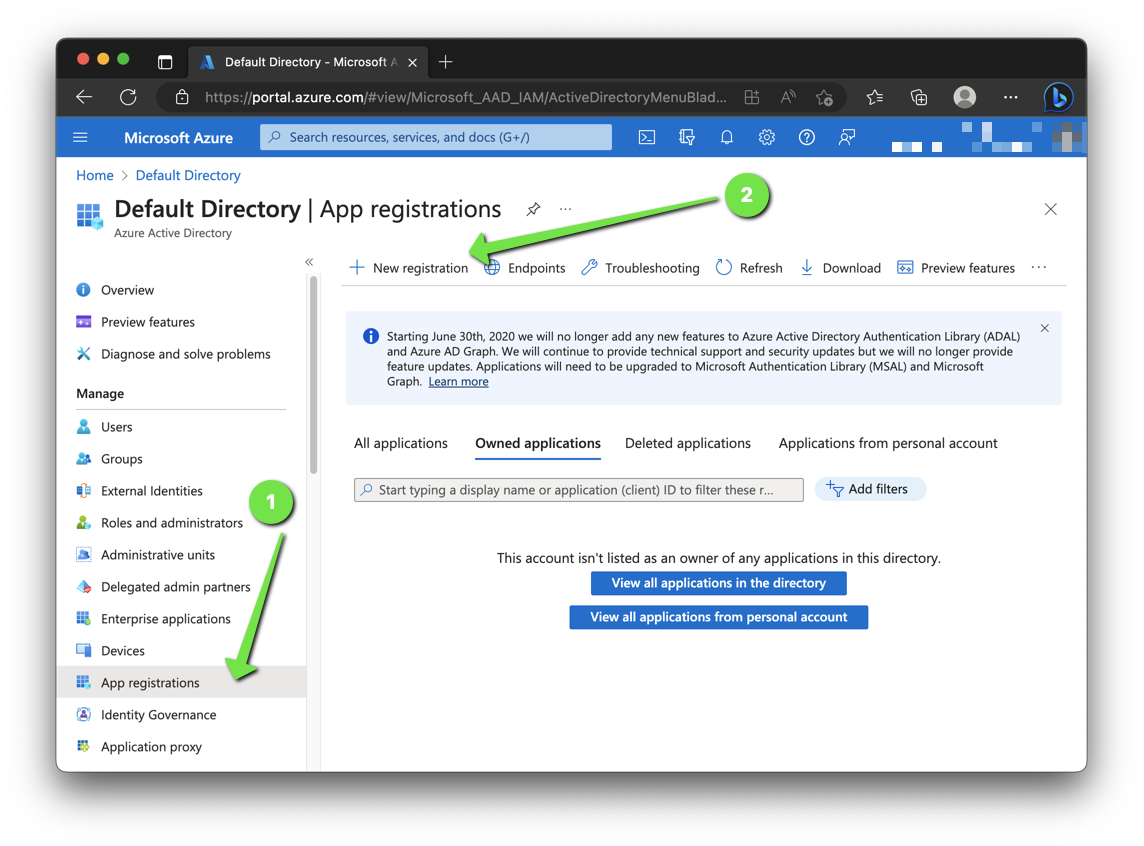 Default Directory - Microsoft A
https://portal.azure.com/#view/Microsoft_AAD_IAM/ActiveDirectoryMenuBlad...
Microsoft Azure
Search resources, services, and docs (G+/)
Home > Default Directory
Default Directory | App registrations
Azure Active Directory
2
New registration
Endpoints
Troubleshooting
Refresh
Download
Preview features
Overview
Preview features
Diagnose and solve problems
Manage
Users
Groups
External Identities
Roles and administrators
Administrative units
Delegated admin partners
Enterprise applications
Devices
App registrations
Identity Governance
Application proxy
1
Starting June 30th, 2020 we will no longer add any new features to Azure Active Directory Authentication Library (ADAL)
and Azure AD Graph. We will continue to provide technical support and security updates but we will no longer provide
feature updates. Applications will need to be upgraded to Microsoft Authentication Library (MSAL) and Microsoft
Graph. Learn more
All applications
Owned applications
Deleted applications
Applications from personal account
Start typing a display name or application (client) ID to filter these r...
Add filters
This account isn't listed as an owner of any applications in this directory.
View all applications in the directory
View all applications from personal account